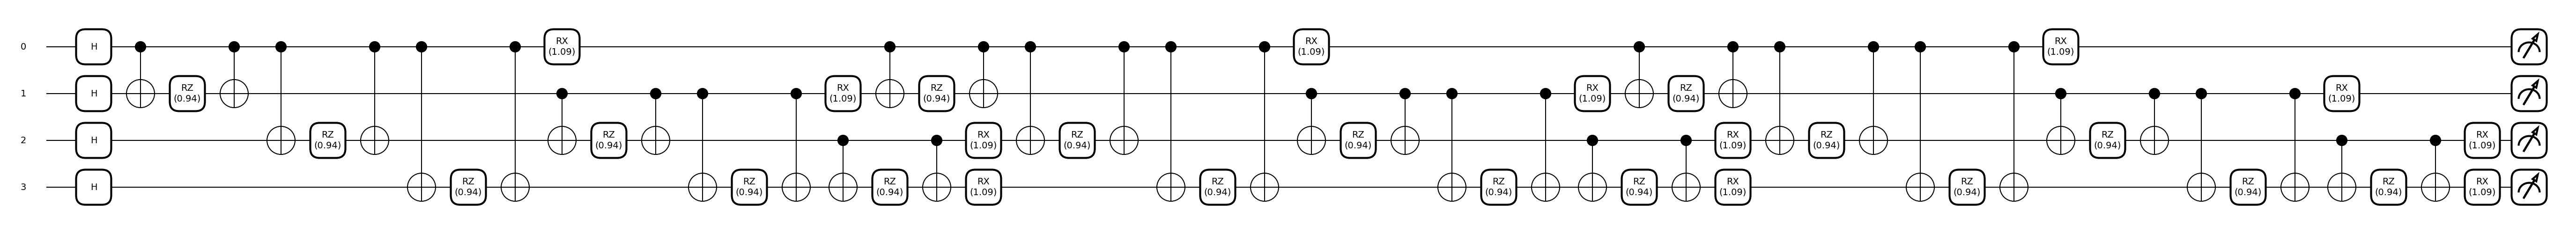 0
H
RX
(1.09)
RX
(1.09)
RX
(1.09)
1
H
RZ
(0.94)
RX
(1.09)
RZ
(0.94)
RX
(1.09)
RZ
(0.94)
RX
(1.09)
2
H
RZ
(0.94)
RZ
(0.94)
RX
(1.09)
RZ
(0.94)
RZ
(0.94)
RX
(1.09)
RZ
(0.94)
RZ
(0.94)
RX
(1.09)
3
H
RZ
(0.94)
RZ
(0.94)
RZ
(0.94)
RX
(1.09)
RZ
(0.94)
RZ
(0.94)
RZ
(0.94)
RX
(1.09)
RZ
(0.94)
RZ
(0.94)
RZ
(0.94)
RX
(1.09)